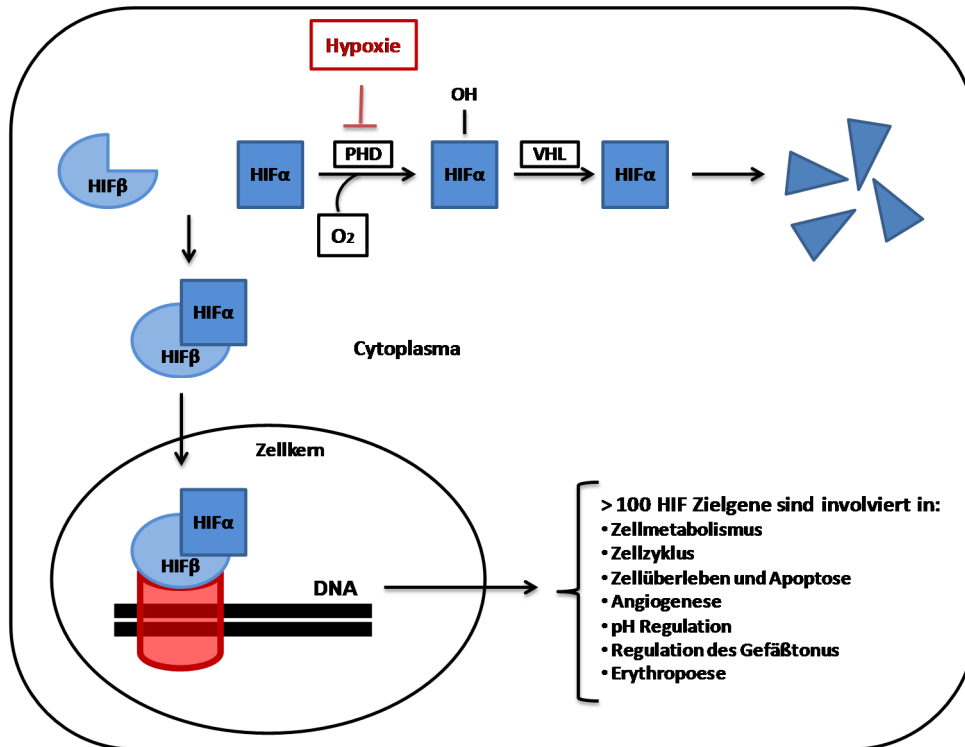 Hypoxie
OH
HIFβ
HIFα
PHD
HIFα
VHL
HIFα
O₂
HIFα
HIFβ
Cytoplasma
Zellkern
HIFα
HIFβ
DNA
> 100 HIF Zielgene sind involviert in:
• Zellmetabolismus
• Zellzyklus
• Zellüberleben und Apoptose
• Angiogenese
• pH Regulation
• Regulation des Gefäßtonus
• Erythropoese